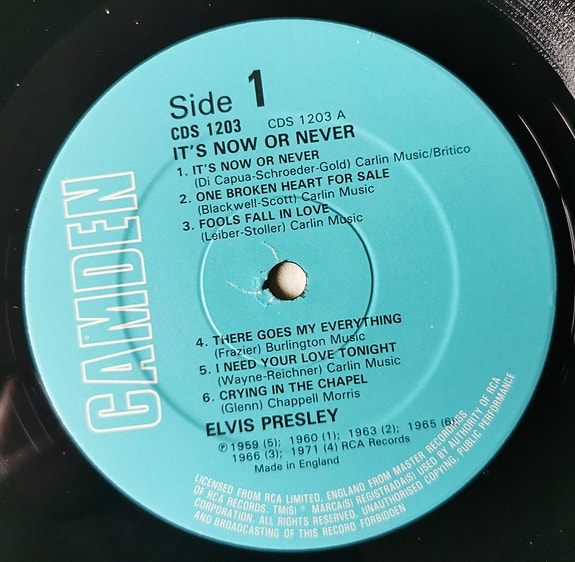 CAMDEN
Side 1
CDS 1203 CDS 1203 A
IT'S NOW OR NEVER
1. IT'S NOW OR NEVER
(Di Capua-Schroeder-Gold) Carlin Music/Britico
2. ONE BROKEN HEART FOR SALE
(Blackwell-Scott) Carlin Music
3. FOOLS FALL IN LOVE
(Leiber-Stoller) Carlin Music
4. THERE GOES MY EVERYTHING
(Frazier) Burlington Music
5. I NEED YOUR LOVE TONIGHT
(Wayne-Reichner) Carlin Music
6. CRYING IN THE CHAPEL
(Glenn) Chappell Morris
ELVIS PRESLEY
℗ 1959 (5); 1960 (1); 1963 (2); 1965 (6);
1966 (3); 1971 (4) RCA Records
Made in England
LICENSED FROM RCA LIMITED, ENGLAND FROM MASTER RECORDINGS
OF RCA RECORDS. TM(S) ® MARCA(S) REGISTRADA(S) USED BY AUTHORITY OF RCA
CORPORATION. ALL RIGHTS RESERVED. UNAUTHORISED COPYING, PUBLIC PERFORMANCE
AND BROADCASTING OF THIS RECORD FORBIDDEN